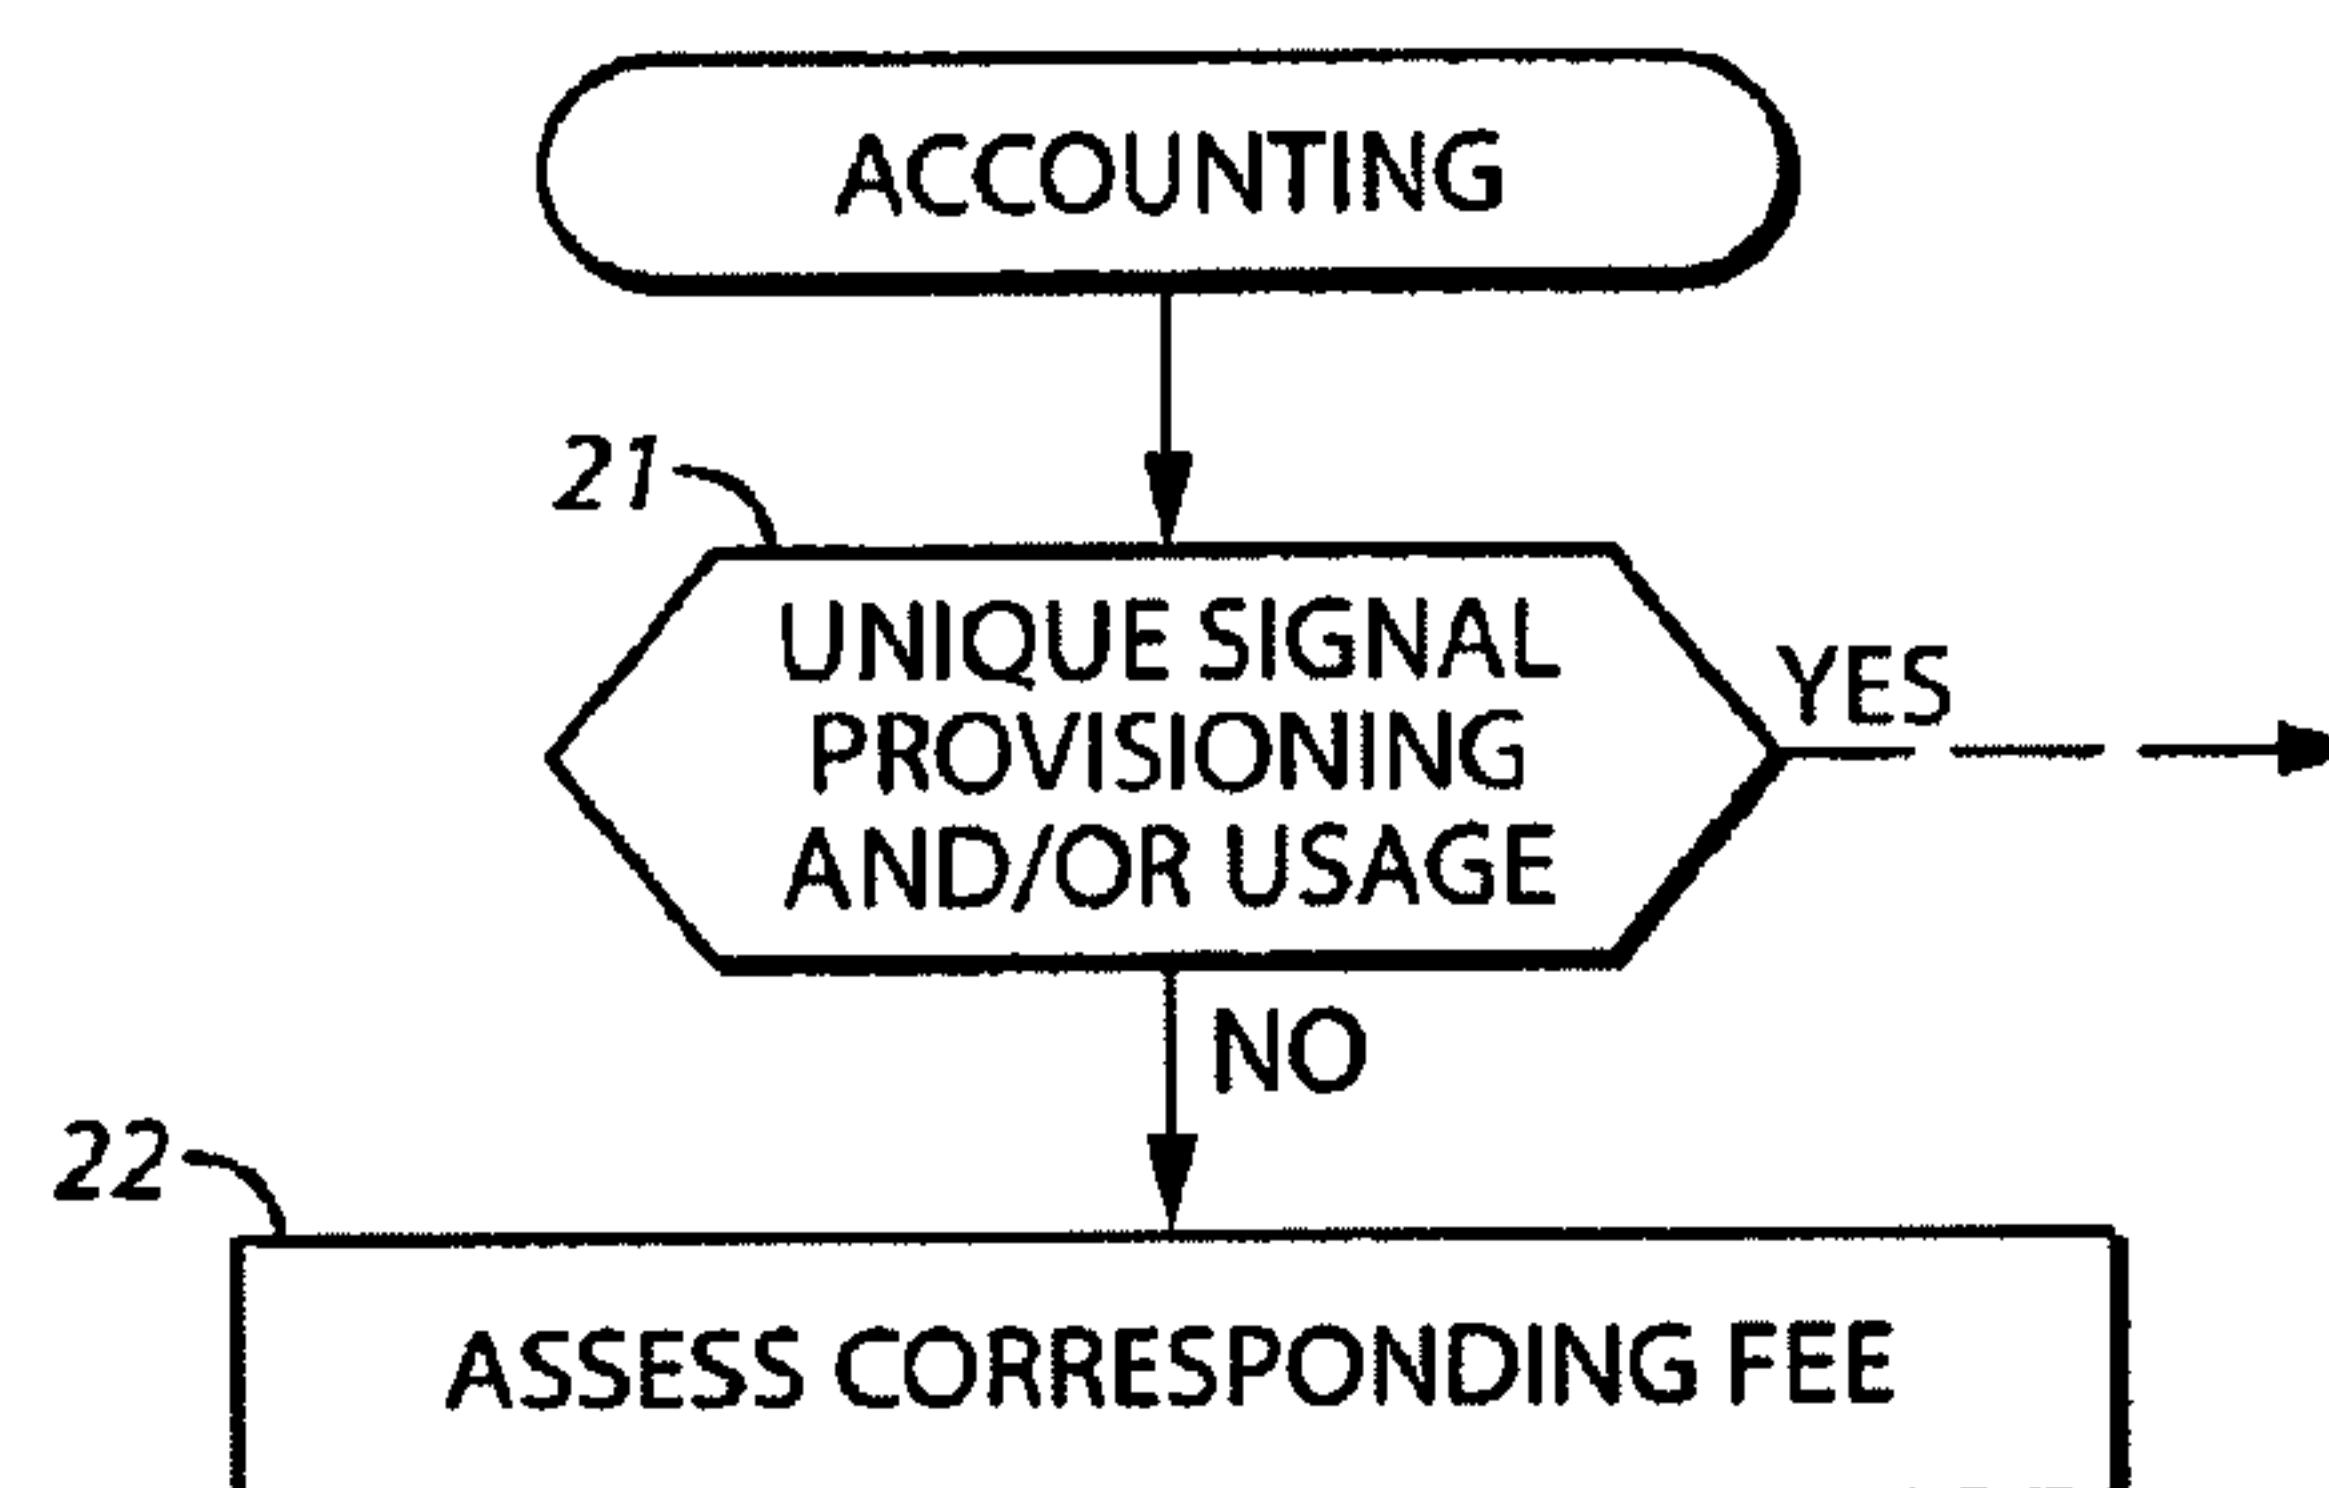 ACCOUNTING
21
UNIQUE SIGNAL
PROVISIONING
AND/OR USAGE
YES
NO
22
ASSESS CORRESPONDING FEE